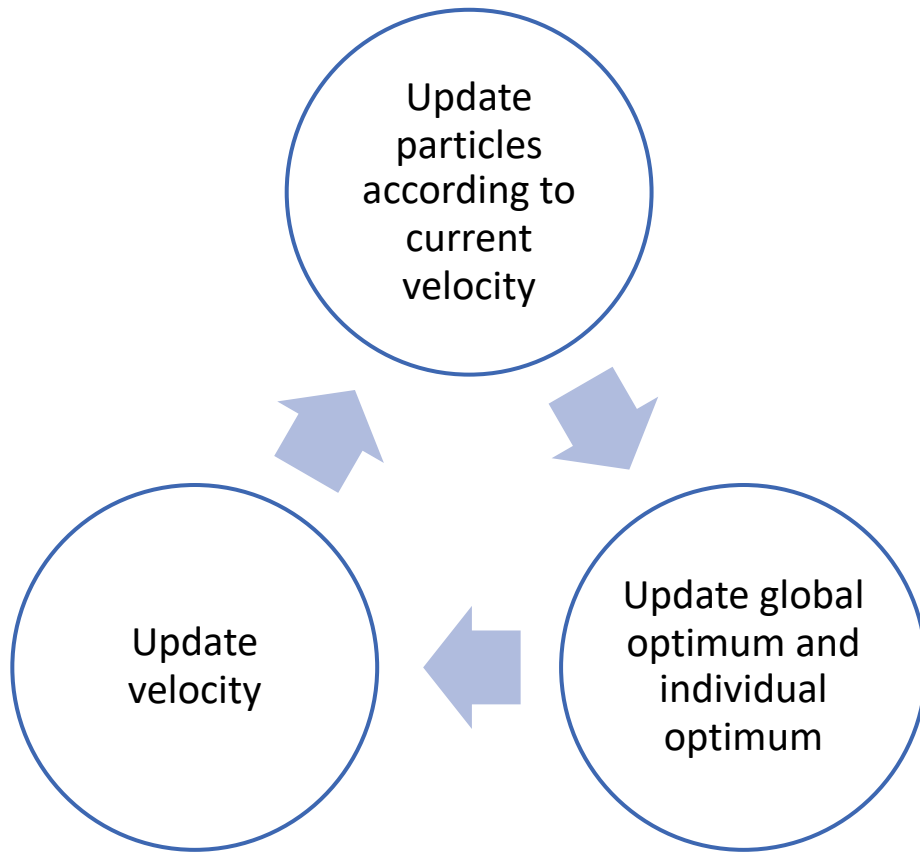 Update
particles
according to
current
velocity
Update global
optimum and
individual
optimum
Update
velocity